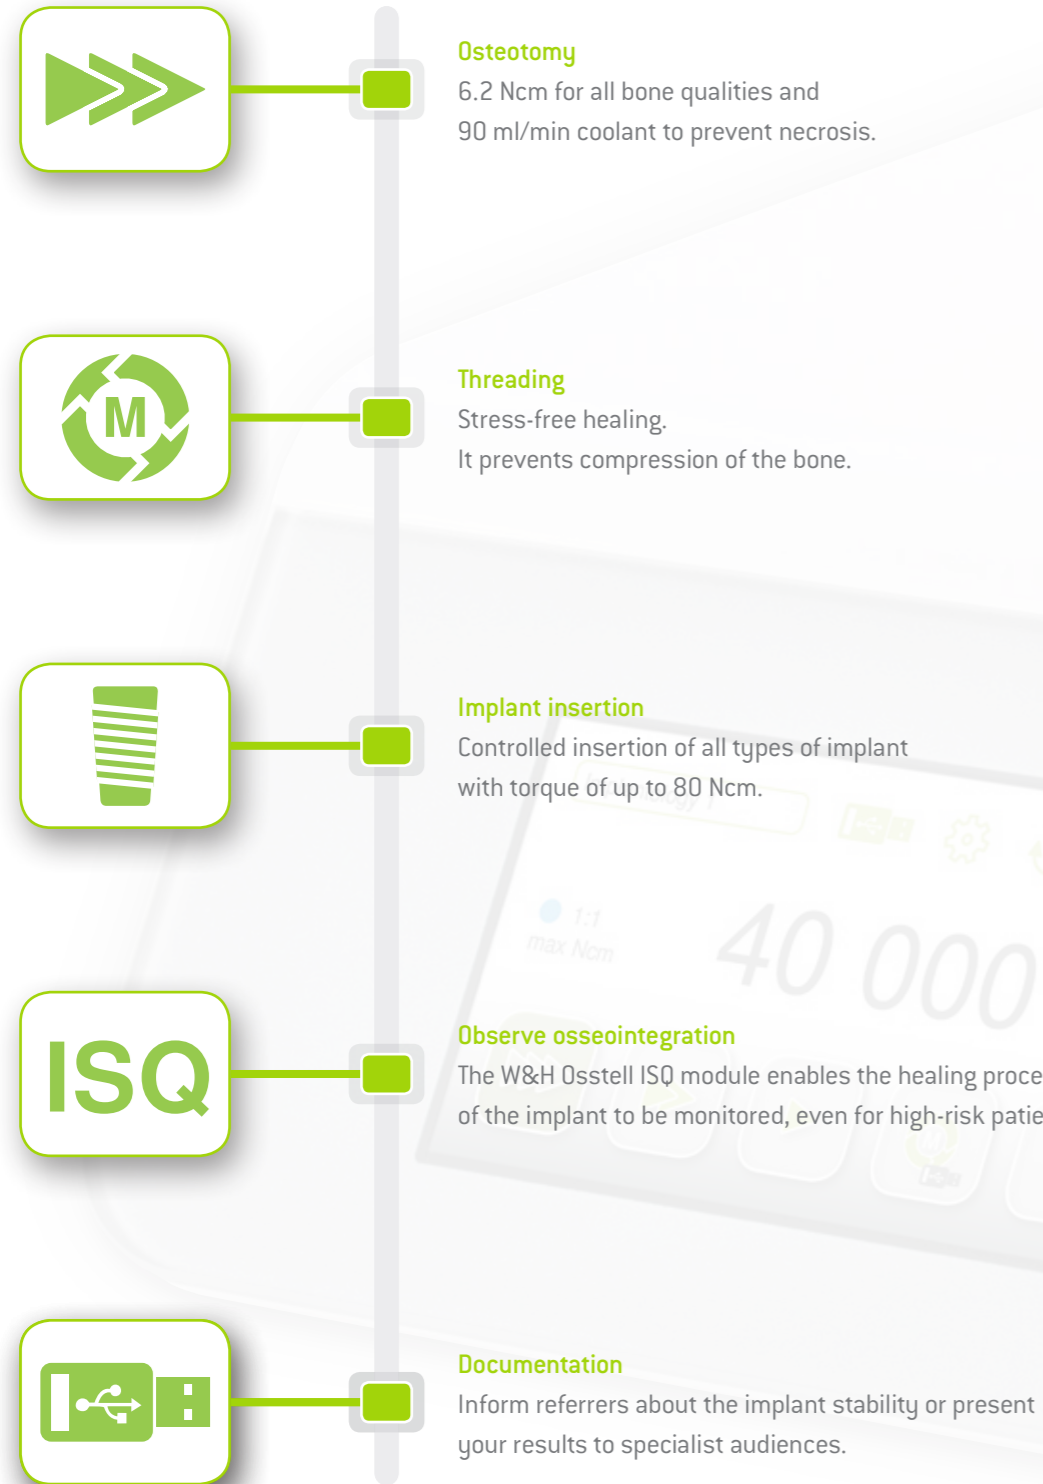 Osteotomy
6.2 Ncm for all bone qualities and
90 ml/min coolant to prevent necrosis.
M
Threading
Stress-free healing.
It prevents compression of the bone.
Implant insertion
Controlled insertion of all types of implant
with torque of up to 80 Ncm.
1:1
max Ncm
40 000
ISQ
Observe osseointegration
The W&H Osstell ISQ module enables the healing proce
of the implant to be monitored, even for high-risk patie
M
Documentation
Inform referrers about the implant stability or present
your results to specialist audiences.